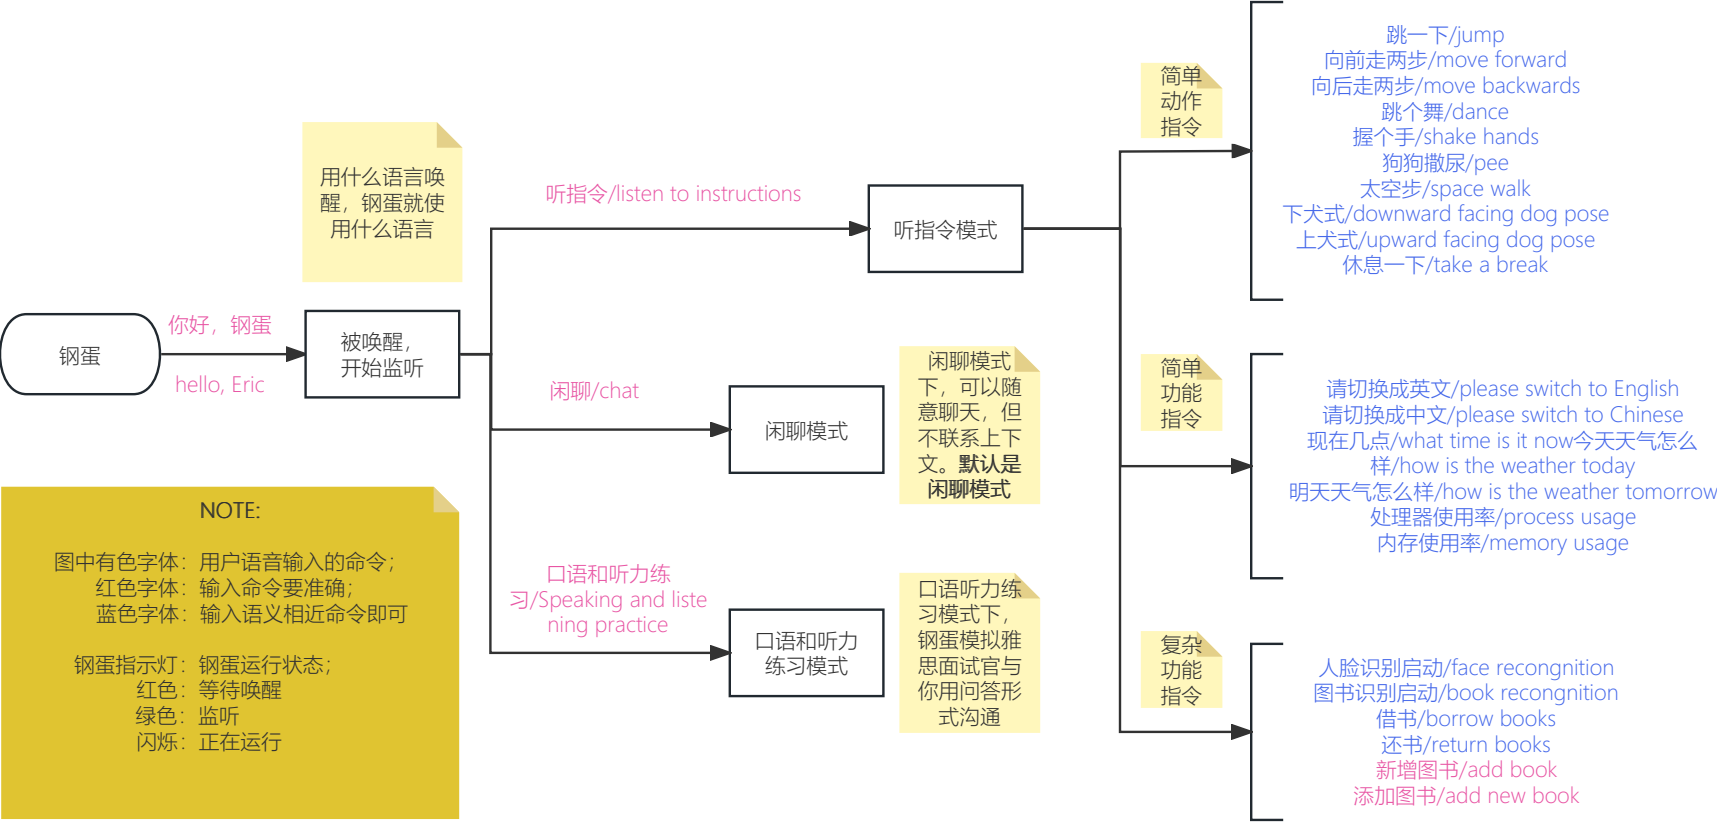 钢蛋
你好，钢蛋
hello, Eric
用什么语言唤
醒，钢蛋就使
用什么语言
被唤醒，
开始监听
听指令/listen to instructions
听指令模式
闲聊/chat
闲聊模式
闲聊模式
下，可以随
意聊天，但
不联系上下
文。默认是
闲聊模式
口语和听力练
习/Speaking and liste
ning practice
口语和听力
练习模式
口语听力练
习模式下，
钢蛋模拟雅
思面试官与
你用问答形
式沟通
简单
动作
指令
跳一下/jump
向前走两步/move forward
向后走两步/move backwards
跳个舞/dance
握个手/shake hands
狗狗撒尿/pee
太空步/space walk
下犬式/downward facing dog pose
上犬式/upward facing dog pose
休息一下/take a break
简单
功能
指令
请切换成英文/please switch to English
请切换成中文/please switch to Chinese
现在几点/what time is it now今天天气怎么
样/how is the weather today
明天天气怎么样/how is the weather tomorrow
处理器使用率/process usage
内存使用率/memory usage
复杂
功能
指令
人脸识别启动/face recongnition
图书识别启动/book recongnition
借书/borrow books
还书/return books
新增图书/add book
添加图书/add new book
NOTE:
图中有色字体：用户语音输入的命令；
红色字体：输入命令要准确；
蓝色字体：输入语义相近命令即可
钢蛋指示灯：钢蛋运行状态；
红色：等待唤醒
绿色：监听
闪烁：正在运行